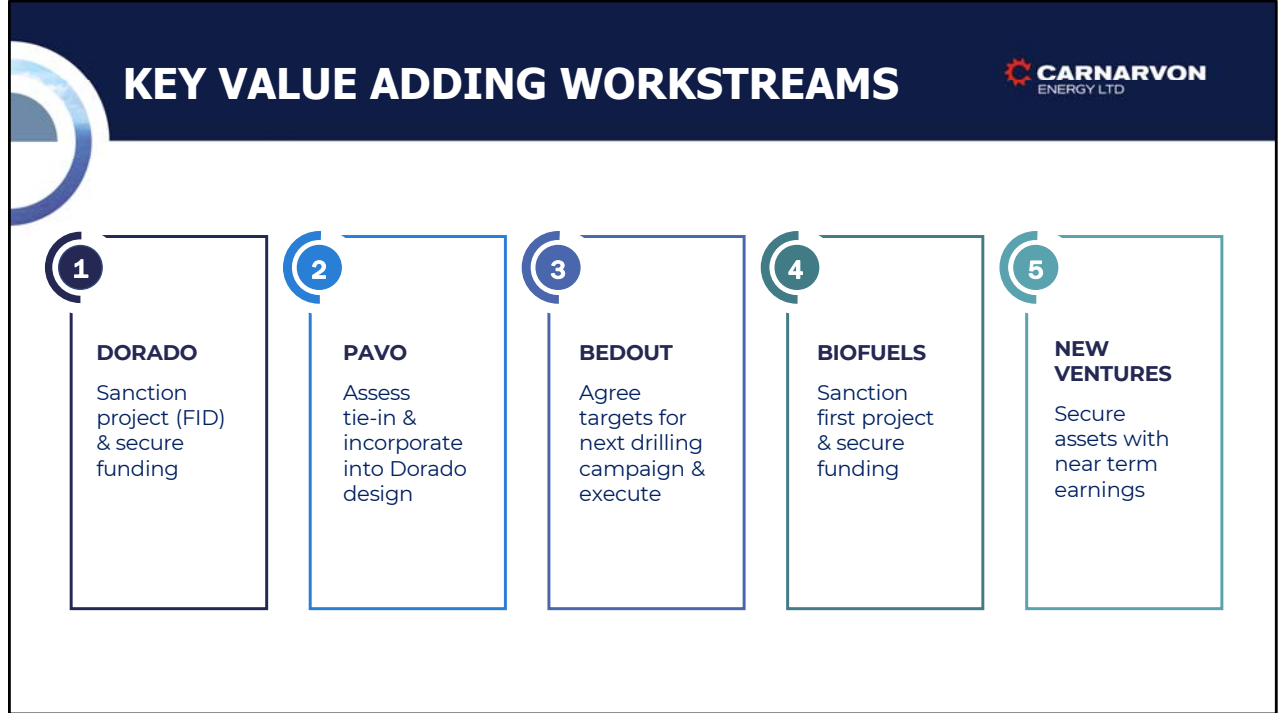 KEY VALUE ADDING WORKSTREAMS
CARNARVON
ENERGY LTD
1
DORADO
Sanction
project (FID)
& secure
funding
2
PAVO
Assess
tie-in &
incorporate
into Dorado
design
3
BEDOUT
Agree
targets for
next drilling
campaign &
execute
4
BIOFUELS
Sanction
first project
& secure
funding
5
NEW
VENTURES
Secure
assets with
near term
earnings